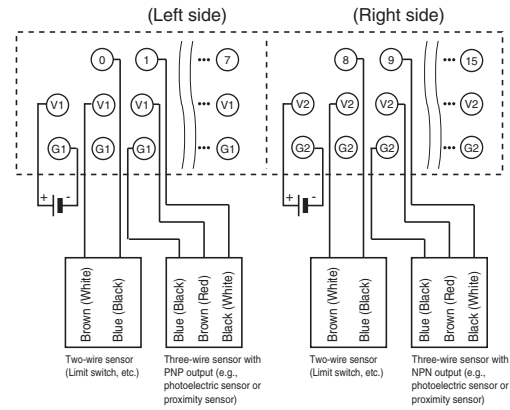 (Left side) (Right side)
0 1 ••• 7 8 9 ••• 15
V1 V1 V1 ••• V1 V2 V2 V2 ••• V2
G1 G1 G1 ••• G1 G2 G2 G2 ••• G2
+ - + -
Brown (White)
Blue (Black)
Blue (Black)
Brown (Red)
Black (White)
Brown (White)
Blue (Black)
Blue (Black)
Brown (Red)
Black (White)
Two-wire sensor
(Limit switch, etc.)
Three-wire sensor with
PNP output (e.g.,
photoelectric sensor or
proximity sensor)
Two-wire sensor
(Limit switch, etc.)
Three-wire sensor with
NPN output (e.g.,
photoelectric sensor or
proximity sensor)